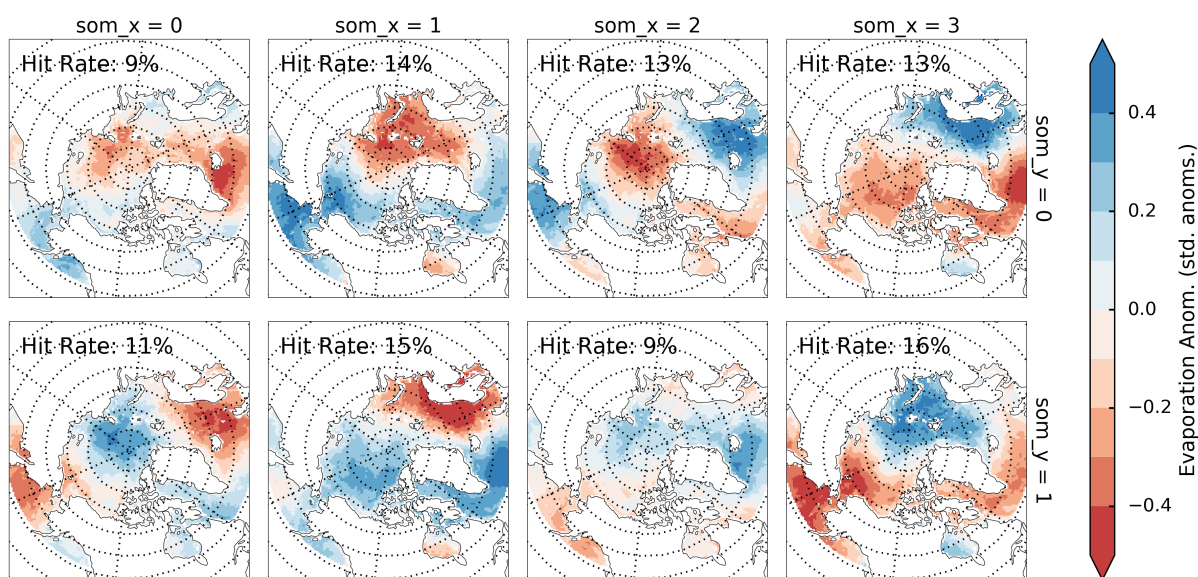 som_x = 0
som_x = 1
som_x = 2
som_x = 3
Hit Rate: 9%
Hit Rate: 14%
Hit Rate: 13%
Hit Rate: 13%
som_y = 0
Hit Rate: 11%
Hit Rate: 15%
Hit Rate: 9%
Hit Rate: 16%
som_y = 1
0.4
0.2
0.0
−0.2
−0.4
Evaporation Anom. (std. anoms.)